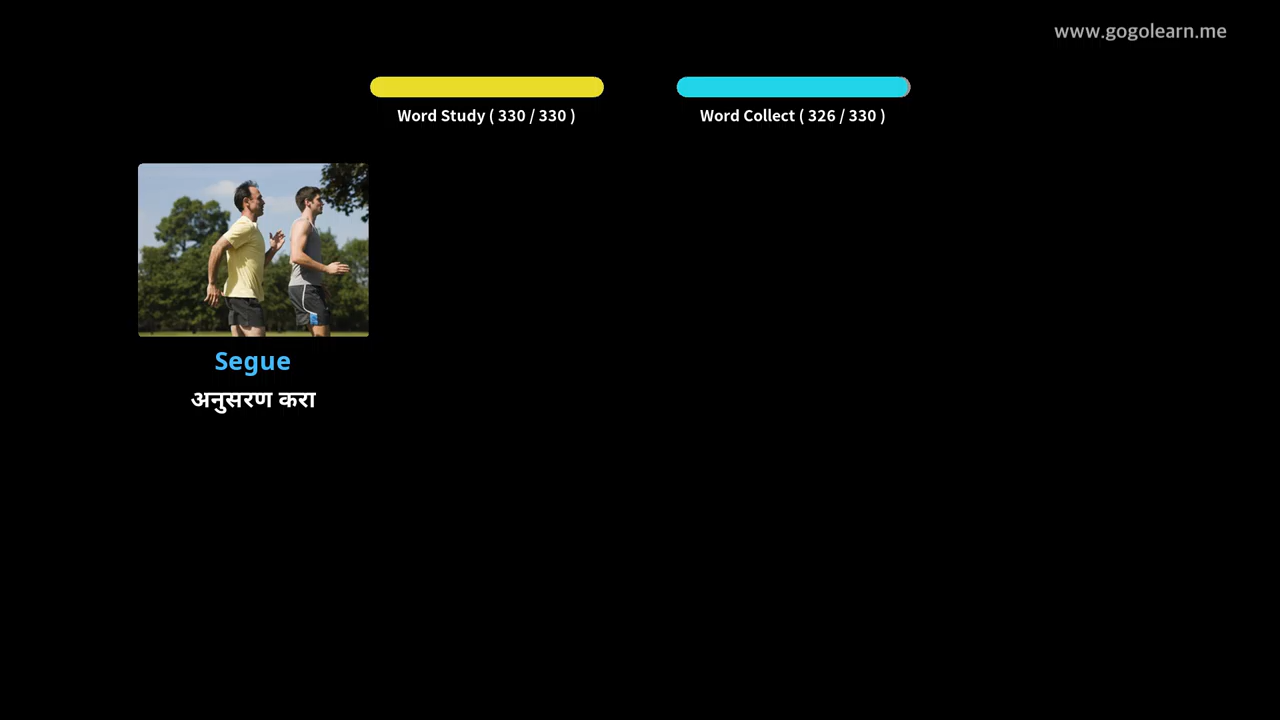 www.gogolearn.me
Word Study ( 330 / 330 )
Word Collect ( 326 / 330 )
Segue
अनुसरण करा